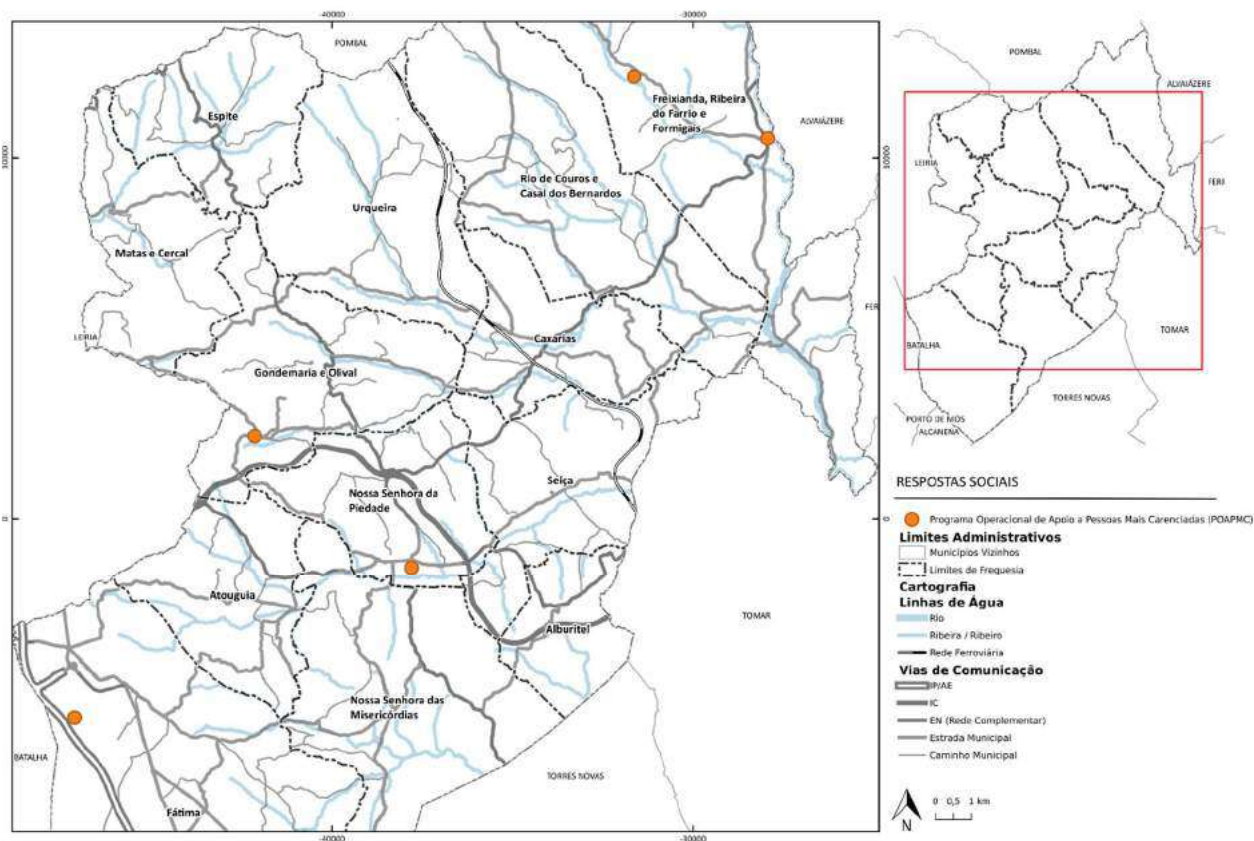 -40000
-30000
POMBAL
Espite
Freixianda, Ribeira
do Farrio e
Formigais
ALVAIÁZERE
10000
10000
Rio de Couros e
Casal dos Bernardos
Urqueira
Matas e Cercal
LEIRIA
FER
Caxarias
Gondemaria e Olival
Nossa Senhora da
Piedade
Seiça
0
0
Atouguia
Alburitel
TOMAR
Nossa Senhora das
Misericórdias
BATALHA
TORRES NOVAS
Fátima
-40000
-30000
POMBAL
ALVAIÁZERE
LEIRIA
FERI
TOMAR
BATALHA
TORRES NOVAS
PORTO DE MÓS
ALCANENA
RESPOSTAS SOCIAIS
Programa Operacional de Apoio a Pessoas Mais Carenciadas (POAPMC)
Limites Administrativos
Municípios Vizinhos
Limites de Freguesia
Cartografia
Linhas de Água
Rio
Ribeira / Ribeiro
Rede Ferroviária
Vias de Comunicação
IP/AE
IC
EN (Rede Complementar)
Estrada Municipal
Caminho Municipal
N
0 0,5 1 km